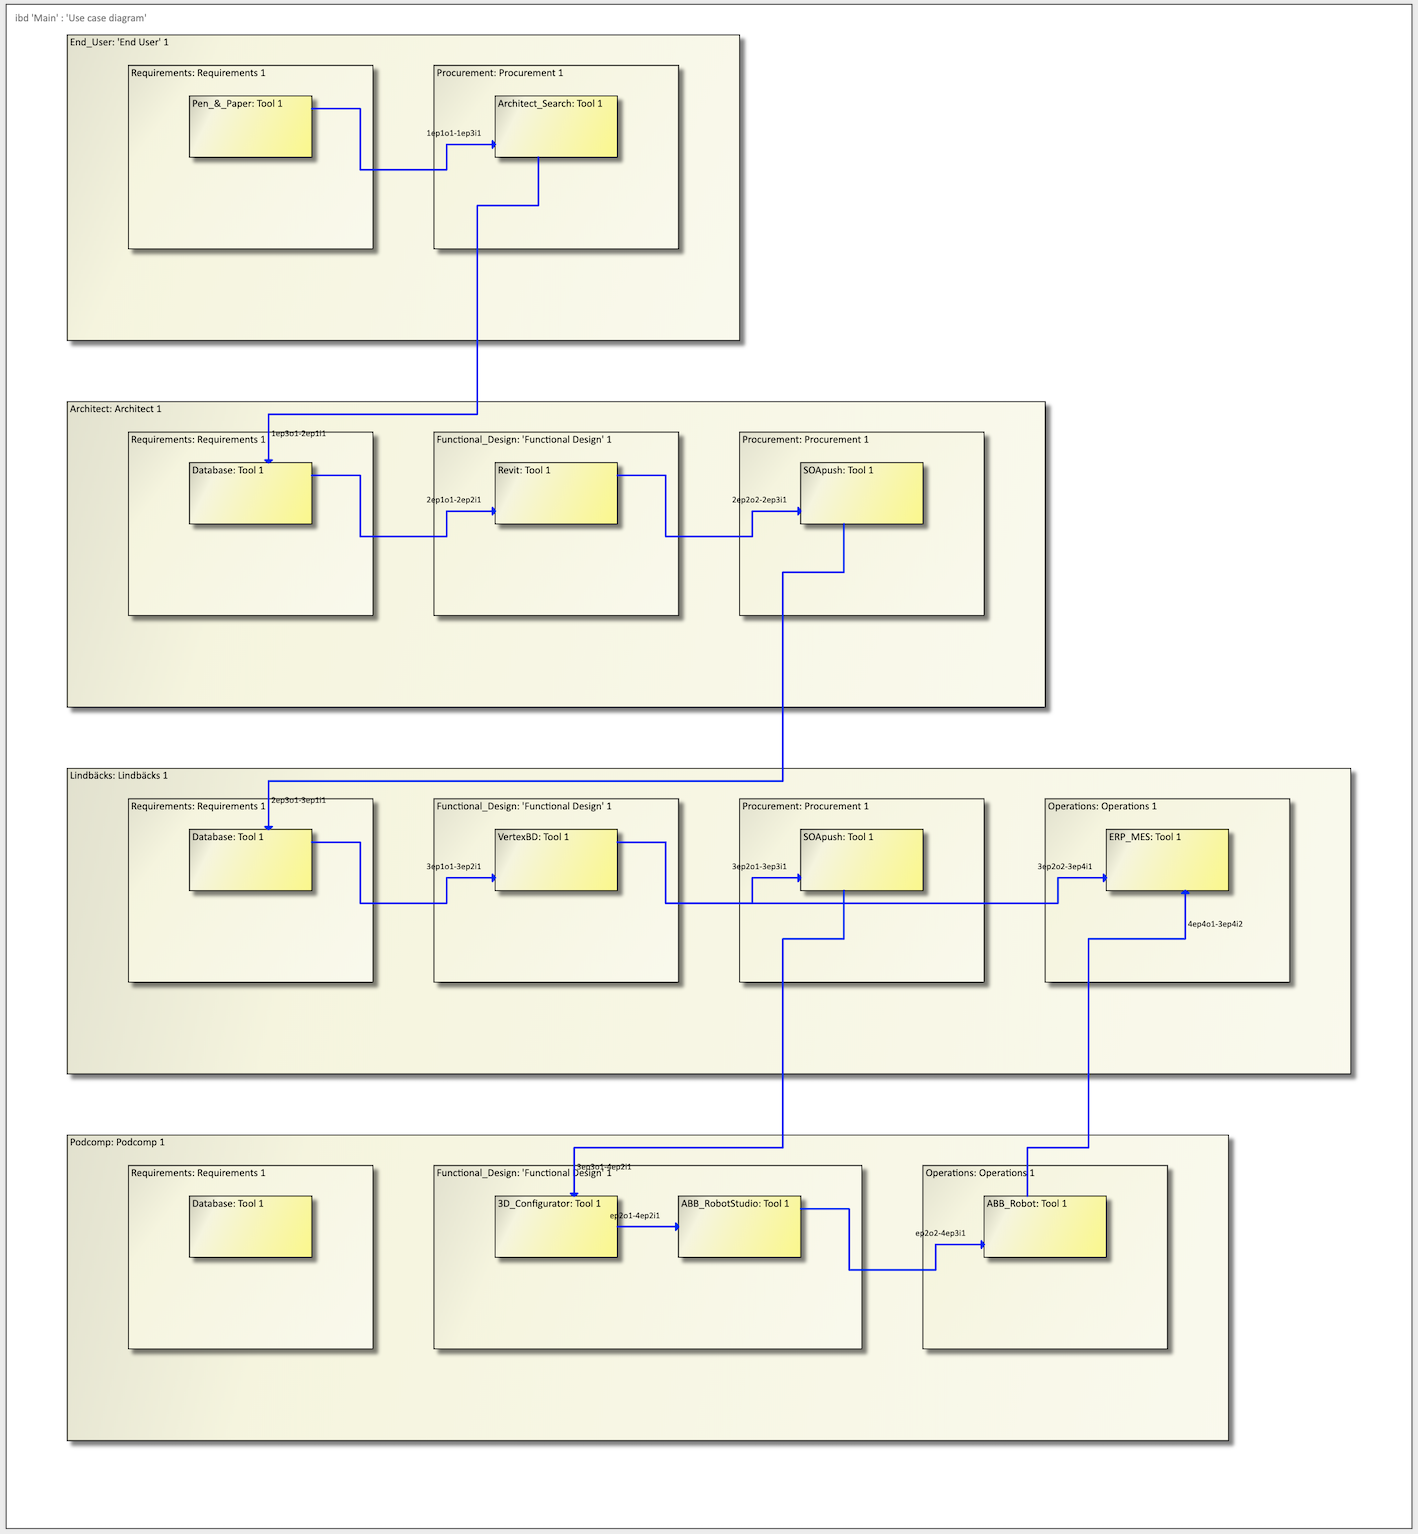 ibd 'Main' : 'Use case diagram'
End_User: 'End User' 1
Requirements: Requirements 1
Procurement: Procurement 1
Pen_&_Paper: Tool 1
Architect_Search: Tool 1
1ep1o1-1ep3i1
Architect: Architect 1
1ep3o1-2ep1i1
Requirements: Requirements 1
Functional_Design: 'Functional Design' 1
Procurement: Procurement 1
Database: Tool 1
Revit: Tool 1
SOApush: Tool 1
2ep1o1-2ep2i1
2ep2o2-2ep3i1
Lindbäcks: Lindbäcks 1
2ep3o1-3ep1i1
Requirements: Requirements 1
Functional_Design: 'Functional Design' 1
Procurement: Procurement 1
Operations: Operations 1
Database: Tool 1
VertexBD: Tool 1
SOApush: Tool 1
ERP_MES: Tool 1
3ep1o1-3ep2i1
3ep2o1-3ep3i1
3ep2o2-3ep4i1
4ep4o1-3ep4i2
Podcomp: Podcomp 1
3ep3o1-4ep2i1
Requirements: Requirements 1
Functional_Design: 'Functional Design' 1
Operations: Operations 1
Database: Tool 1
3D_Configurator: Tool 1
ABB_RobotStudio: Tool 1
ABB_Robot: Tool 1
ep2o1-4ep2i1
ep2o2-4ep3i1